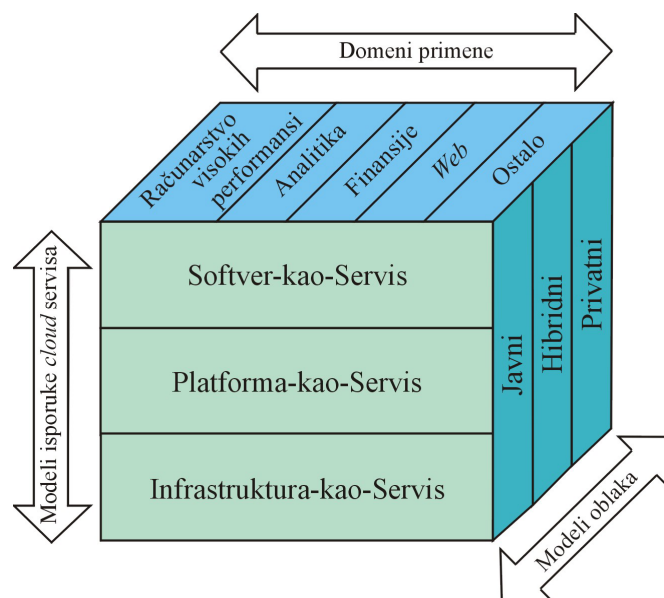 Domeni primene
Računarstvo
visokih
performansi
Analitika
Finansije
Web
Ostalo
Modeli isporuke cloud servisa
Softver-kao-Servis
Platforma-kao-Servis
Infrastruktura-kao-Servis
Javni
Hibridni
Privatni
Modeli oblaka